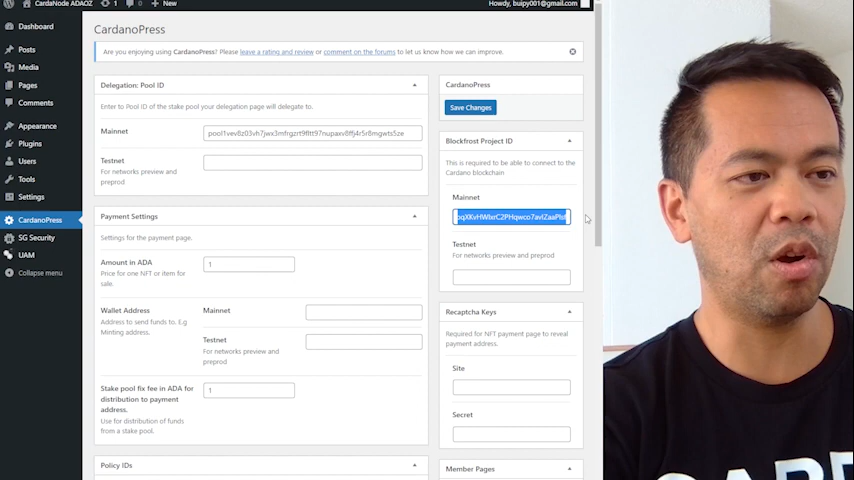 CardaNode ADAOZ
1
0
New
Howdy, buipy001@gmail.com
Dashboard
Posts
Media
Pages
Comments
Appearance
Plugins
Users
Tools
Settings
CardanoPress
SG Security
UAM
Collapse menu
CardanoPress
Are you enjoying using CardanoPress? Please leave a rating and review or comment on the forums to let us know how we can improve.
Delegation: Pool ID
Enter to Pool ID of the stake pool your delegation page will delegate to.
Mainnet
Testnet
For networks preview and
preprod
Payment Settings
Settings for the payment page.
Amount in ADA
1
Price for one NFT or item for
sale.
Wallet Address
Address to send funds to. E.g
Minting address.
Mainnet
Testnet
For networks preview and
preprod
Stake pool fix fee in ADA for
distribution to payment
address.
1
Use for distribution of funds
from a stake pool.
Policy IDs
CardanoPress
Save Changes
Blockfrost Project ID
This is required to be able to connect to the
Cardano blockchain
Mainnet
Testnet
For networks preview and preprod
Recaptcha Keys
Required for NFT payment page to reveal
payment address.
Site
Secret
Member Pages